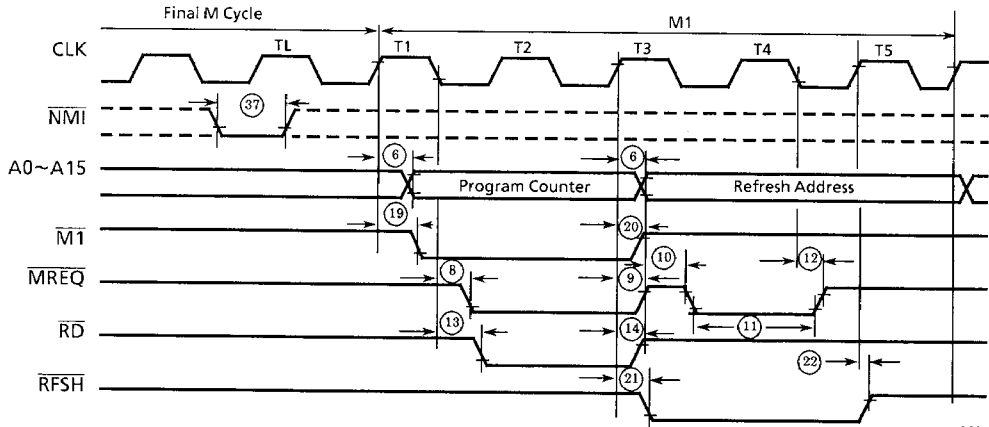 Final M Cycle M1
CLK TL T1 T2 T3 T4 T5
NMI 37
6 6
A0~A15 Program Counter Refresh Address
19 20
M1
10 12
MREQ 8 9
13 14 11
RD
22
21
RFSH